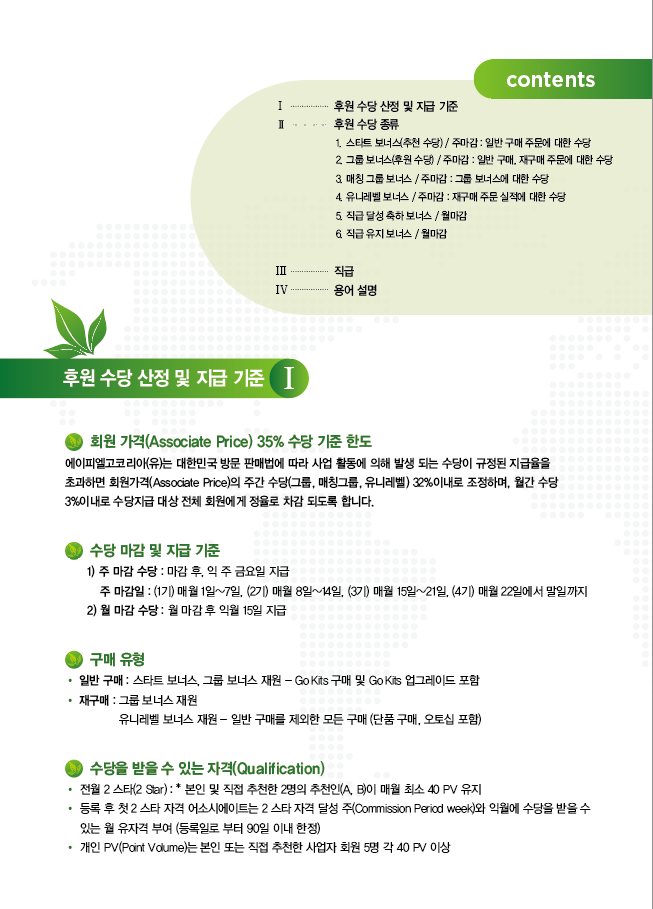 contents
Ⅰ ················ 후원 수당 산정 및 지급 기준
Ⅱ ·· · · ·· 후원 수당 종류
1. 스타트 보너스(추천 수당) / 주마감 : 일반 구매 주문에 대한 수당
2. 그룹 보너스(후원 수당) / 주마감 : 일반 구매, 재구매 주문에 대한 수당
3. 매칭 그룹 보너스 / 주마감 : 그룹 보너스에 대한 수당
4. 유니레벨 보너스 / 주마감 : 재구매 주문 실적에 대한 수당
5. 직급 달성 축하 보너스 / 월마감
6. 직급 유지 보너스 / 월마감
Ⅲ ················ 직급
Ⅳ ················ 용어 설명
후원 수당 산정 및 지급 기준 Ⅰ
회원 가격(Associate Price) 35% 수당 기준 한도
에이피엘고코리아(유)는 대한민국 방문 판매법에 따라 사업 활동에 의해 발생 되는 수당이 규정된 지급율을
초과하면 회원가격(Associate Price)의 주간 수당(그룹, 매칭그룹, 유니레벨) 32%이내로 조정하며, 월간 수당
3%이내로 수당지급 대상 전체 회원에게 정율로 차감 되도록 합니다.
수당 마감 및 지급 기준
1) 주 마감 수당 : 마감 후, 익 주 금요일 지급
주 마감일 : (1기) 매월 1일~7일, (2기) 매월 8일~14일, (3기) 매월 15일~21일, (4기) 매월 22일에서 말일까지
2) 월 마감 수당 : 월 마감 후 익월 15일 지급
구매 유형
• 일반 구매 : 스타트 보너스, 그룹 보너스 재원 – Go Kits 구매 및 Go Kits 업그레이드 포함
• 재구매 : 그룹 보너스 재원
유니레벨 보너스 재원 – 일반 구매를 제외한 모든 구매 (단품 구매, 오토십 포함)
수당을 받을 수 있는 자격(Qualification)
• 전월 2 스타(2 Star) : * 본인 및 직접 추천한 2명의 추천인(A, B)이 매월 최소 40 PV 유지
• 등록 후 첫 2 스타 자격 어소시에이트는 2 스타 자격 달성 주(Commission Period week)와 익월에 수당을 받을 수
있는 월 유자격 부여 (등록일로 부터 90일 이내 한정)
• 개인 PV(Point Volume)는 본인 또는 직접 추천한 사업자 회원 5명 각 40 PV 이상